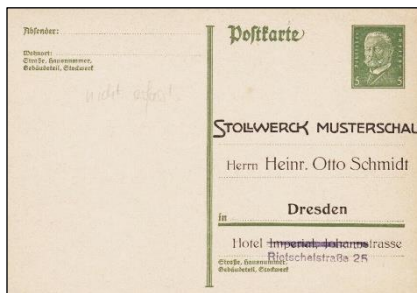 Absender:
Wohnort:
Straße, Hausnummer,
Gebäudeteil, Stockwerk
Postkarte
5 5
STOLLWERCK MUSTERSCHAU
Herrn Heinr. Otto Schmidt
Dresden
in
Hotel Imperial, Johannstrasse
Rietschelstraße 25
Straße, Hausnummer,
Gebäudeteil, Stockwerk